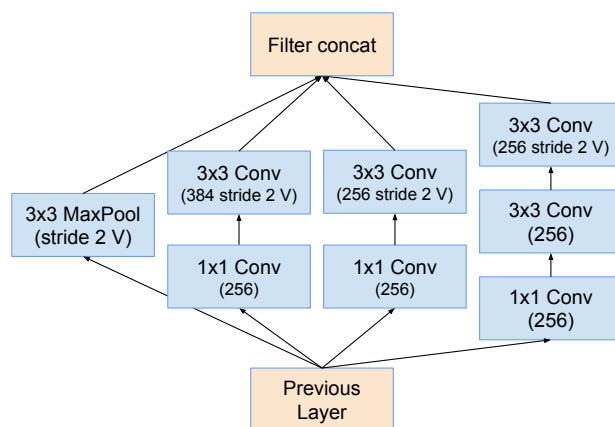 Filter concat
3x3 MaxPool
(stride 2 V)
3x3 Conv
(384 stride 2 V)
1x1 Conv
(256)
3x3 Conv
(256 stride 2 V)
1x1 Conv
(256)
3x3 Conv
(256 stride 2 V)
3x3 Conv
(256)
1x1 Conv
(256)
Previous
Layer